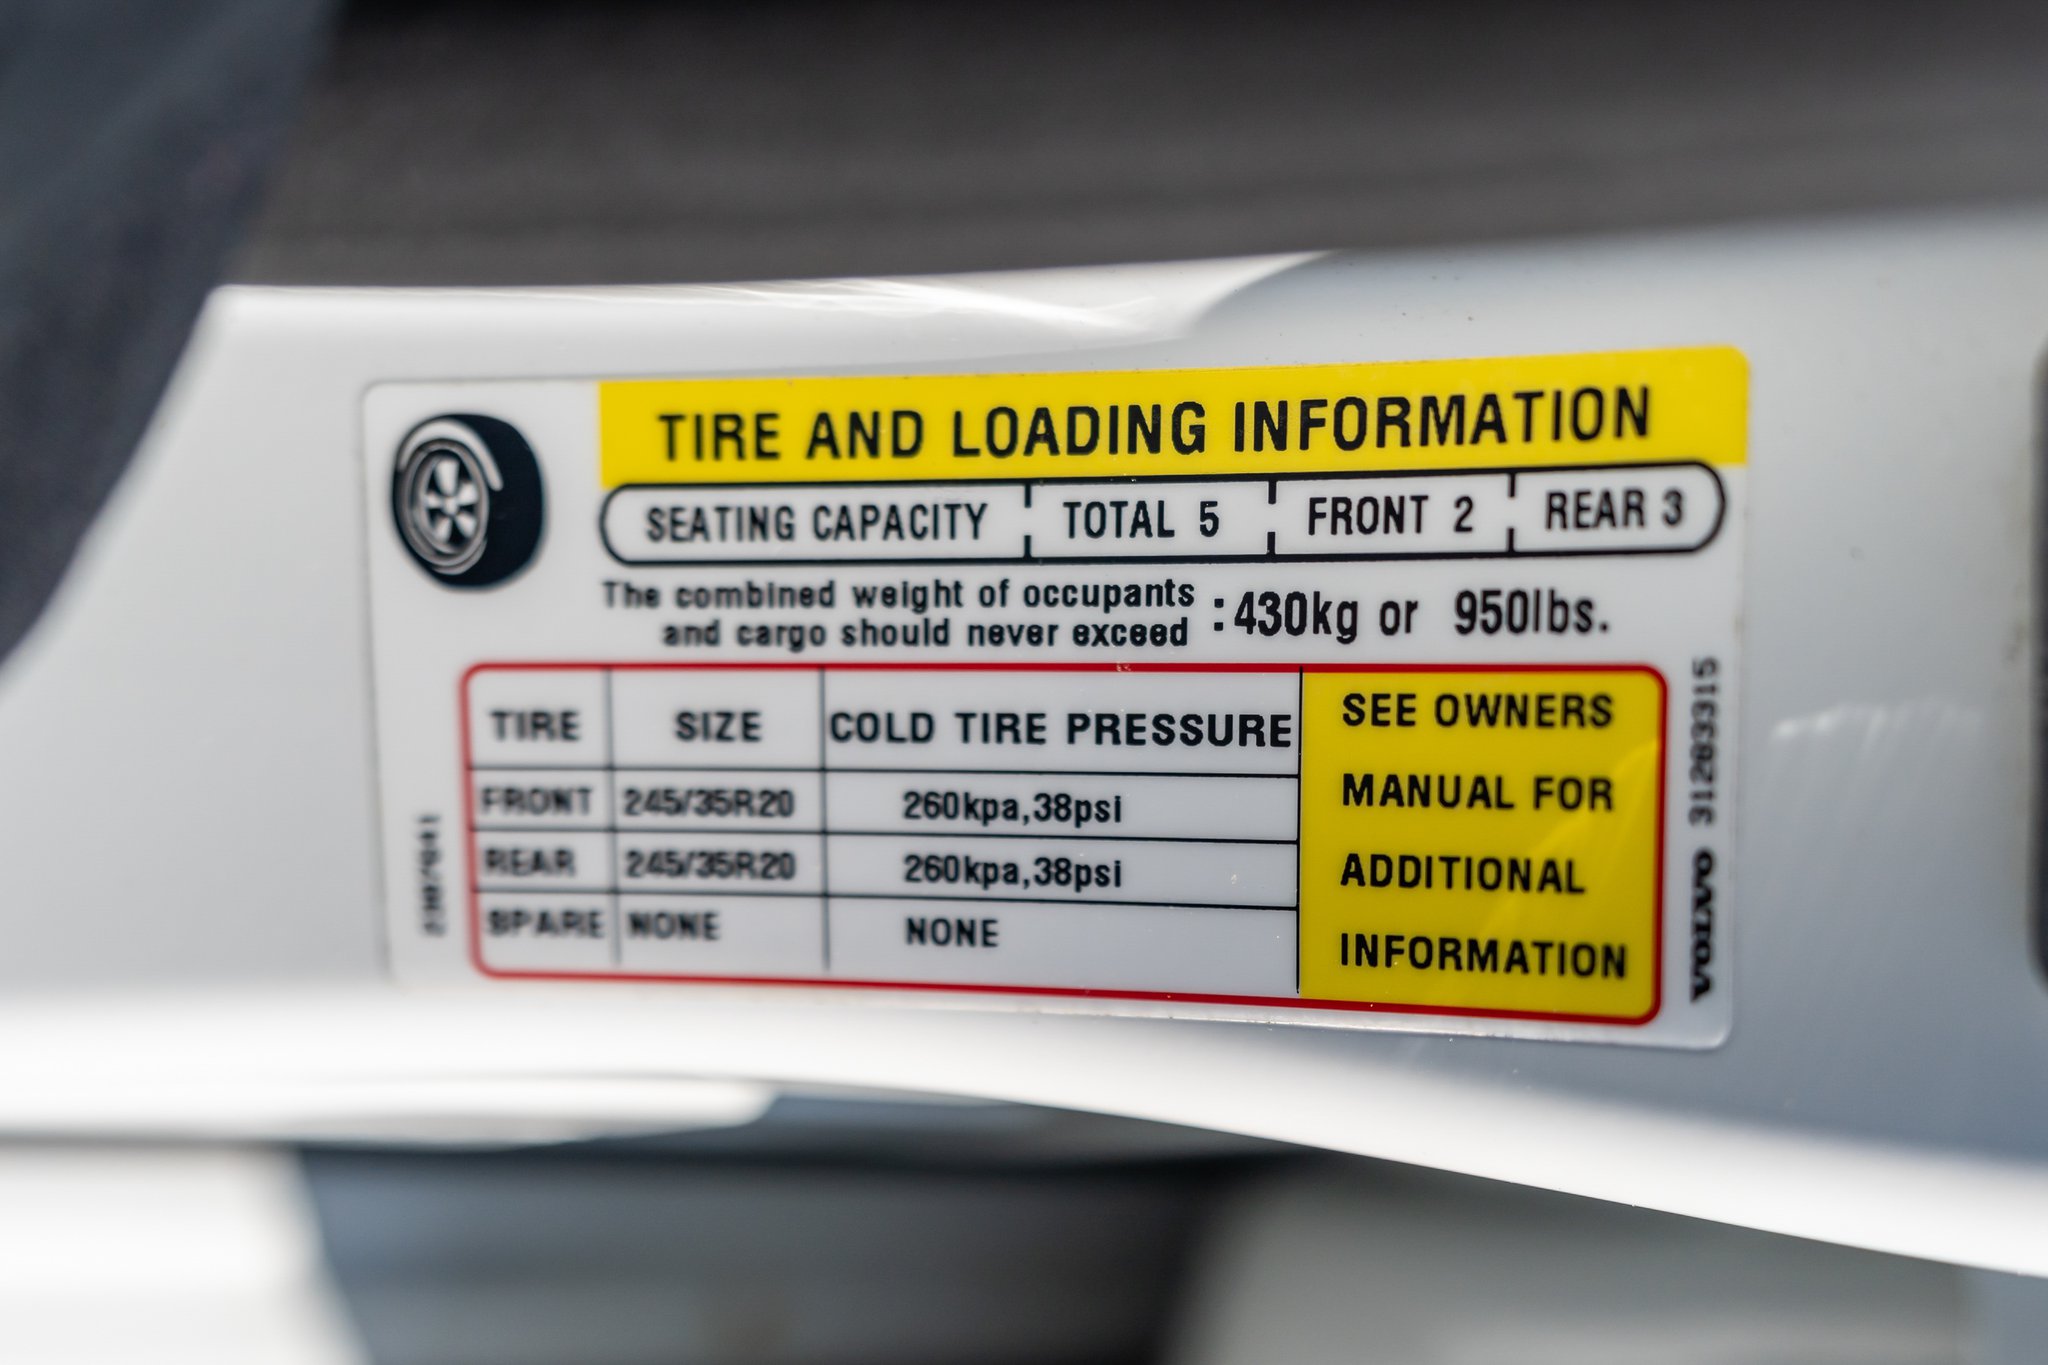 TIRE AND LOADING INFORMATION
SEATING CAPACITY TOTAL 5 FRONT 2 REAR 3
The combined weight of occupants
and cargo should never exceed :430kg or 950lbs.
TIRE SIZE COLD TIRE PRESSURE
FRONT 245/35R20 260kpa,38psi
REAR 245/35R20 260kpa,38psi
SPARE NONE NONE
SEE OWNERS
MANUAL FOR
ADDITIONAL
INFORMATION
VOLVO 31283315